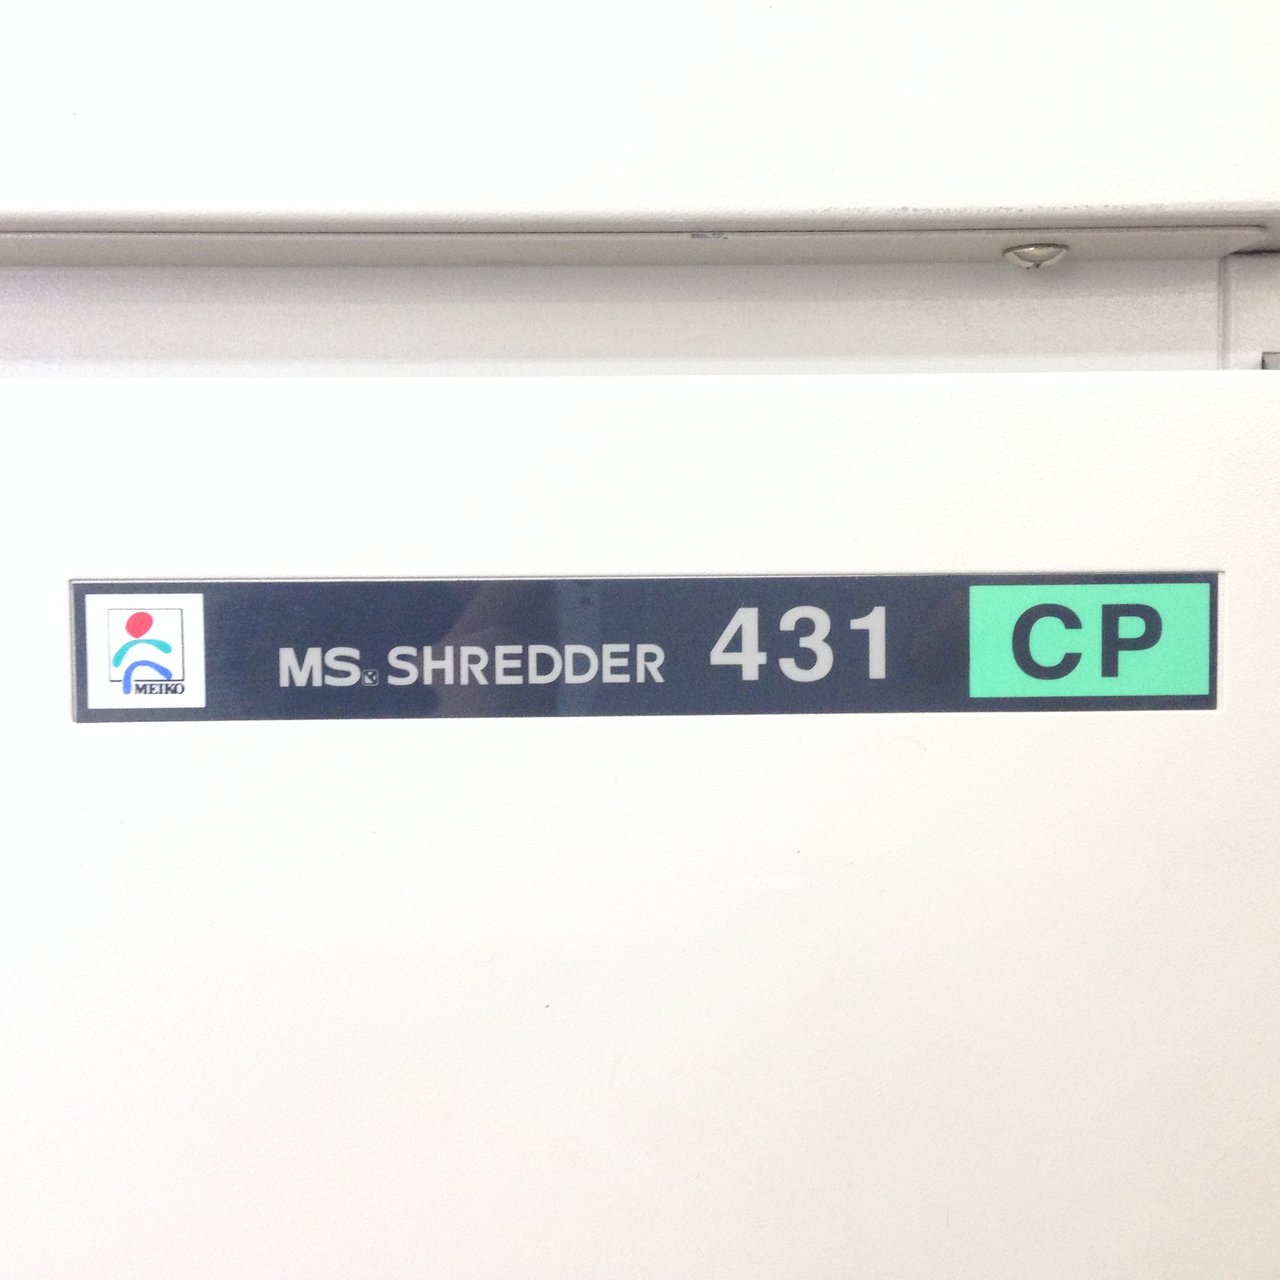 MEIKO
MS. SHREDDER 431 CP